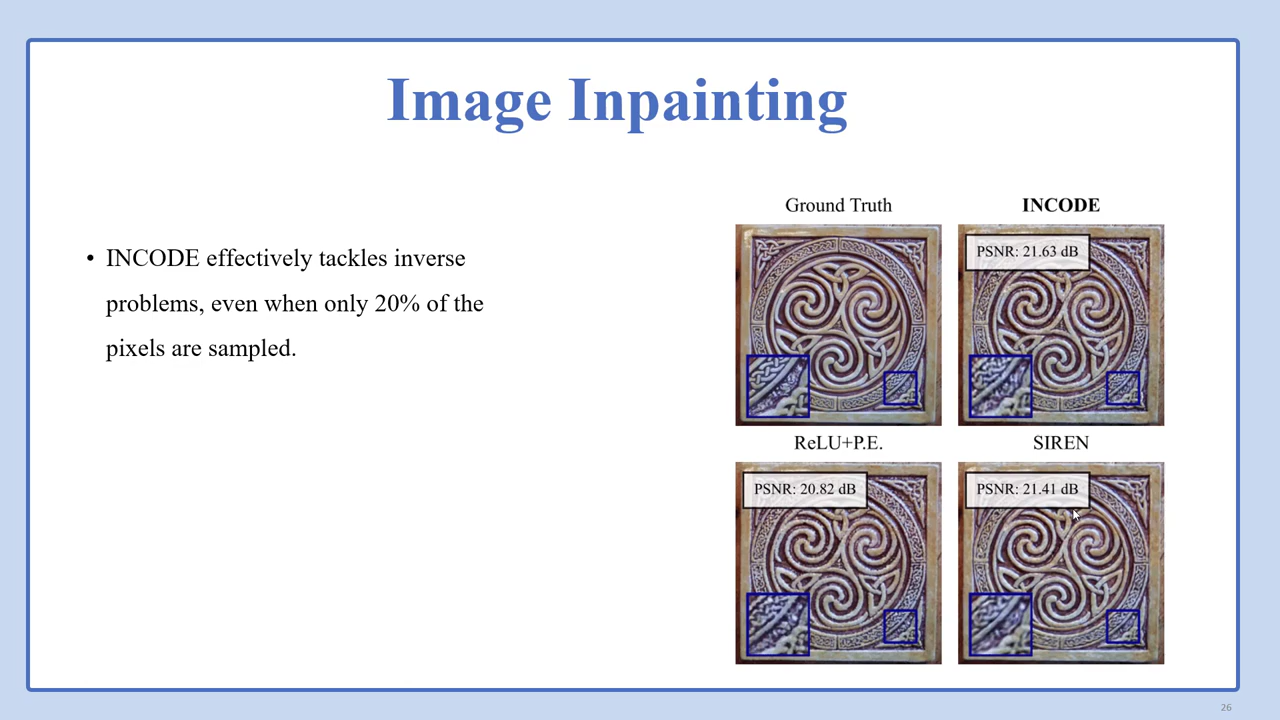 Image Inpainting
• INCODE effectively tackles inverse
problems, even when only 20% of the
pixels are sampled.
Ground Truth
INCODE
PSNR: 21.63 dB
ReLU+P.E.
SIREN
PSNR: 20.82 dB
PSNR: 21.41 dB
26